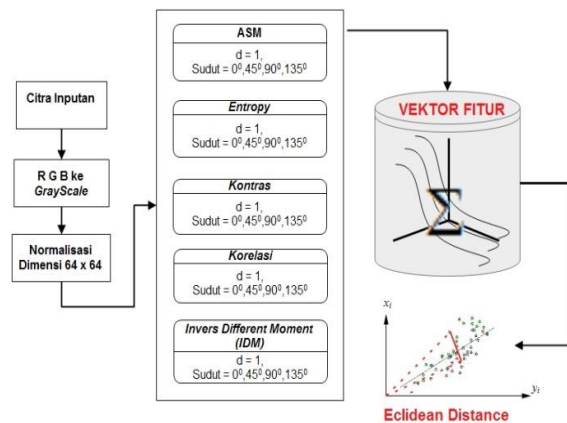 Citra Inputan
R G B ke
GrayScale
Normalisasi
Dimensi 64 x 64
ASM
d = 1,
Sudut = 0⁰,45⁰,90⁰,135⁰
Entropy
d = 1,
Sudut = 0⁰,45⁰,90⁰,135⁰
Kontras
d = 1,
Sudut = 0⁰,45⁰,90⁰,135⁰
Korelasi
d = 1,
Sudut = 0⁰,45⁰,90⁰,135⁰
Invers Different Moment
(IDM)
d = 1,
Sudut = 0⁰,45⁰,90⁰,135⁰
VEKTOR FITUR
Σ
xᵢ
yᵢ
Eclidean Distance